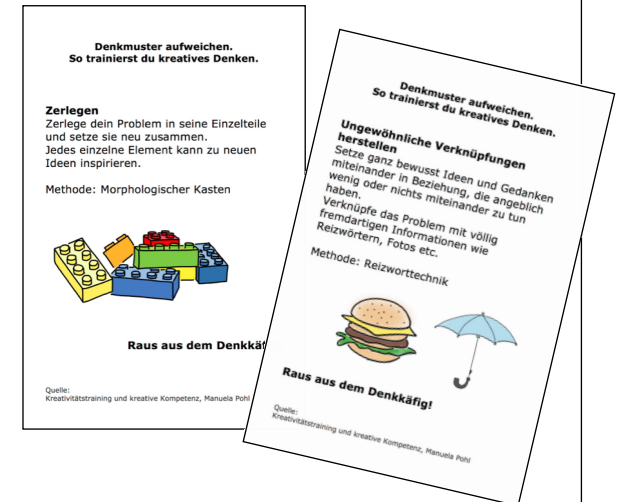 Denkmuster aufweichen.
So trainierst du kreatives Denken.
Zerlegen
Zerlege dein Problem in seine Einzelteile
und setze sie neu zusammen.
Jedes einzelne Element kann zu neuen
Ideen inspirieren.
Methode: Morphologischer Kasten
Raus aus dem Denkkäf
Quelle:
Kreativitätstraining und kreative Kompetenz, Manuela Pohl
Denkmuster aufweichen.
So trainierst du kreatives Denken.
Ungewöhnliche Verknüpfungen
herstellen
Setze ganz bewusst Ideen und Gedanken
miteinander in Beziehung, die angeblich
wenig oder nichts miteinander zu tun
haben.
Verknüpfe das Problem mit völlig
fremdartigen Informationen wie
Reizwörtern, Fotos etc.
Methode: Reizworttechnik
Raus aus dem Denkkäfig!
Quelle:
Kreativitätstraining und kreative Kompetenz, Manuela Pohl